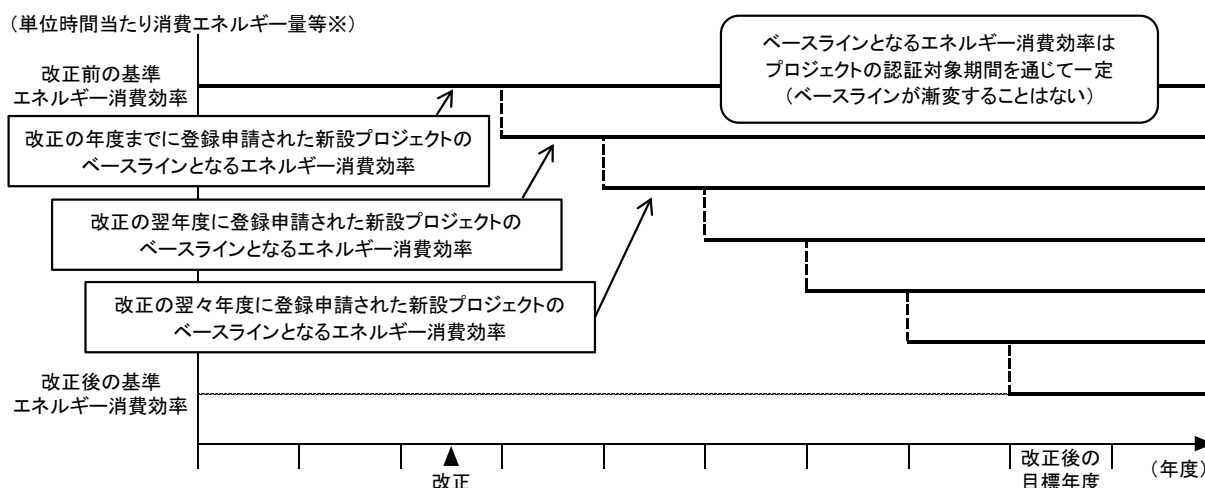 （単位時間当たり消費エネルギー量等※）
ベースラインとなるエネルギー消費効率は
プロジェクトの認証対象期間を通じて一定
（ベースラインが漸変することはない）
改正前の基準
エネルギー消費効率
改正の年度までに登録申請された新設プロジェクトの
ベースラインとなるエネルギー消費効率
改正の翌年度に登録申請された新設プロジェクトの
ベースラインとなるエネルギー消費効率
改正の翌々年度に登録申請された新設プロジェクトの
ベースラインとなるエネルギー消費効率
改正後の基準
エネルギー消費効率
改正
改正後の
目標年度
（年度）